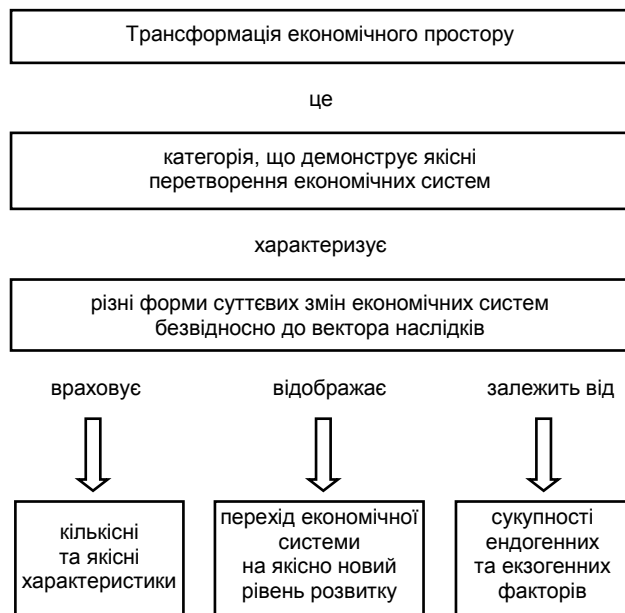 Трансформація економічного простору
це
категорія, що демонструє якісні
перетворення економічних систем
характеризує
різні форми суттєвих змін економічних систем
безвідносно до вектора наслідків
враховує
відображає
залежить від
кількісні
та якісні
характеристики
перехід економічної
системи
на якісно новий
рівень розвитку
сукупності
ендогенних
та екзогенних
факторів